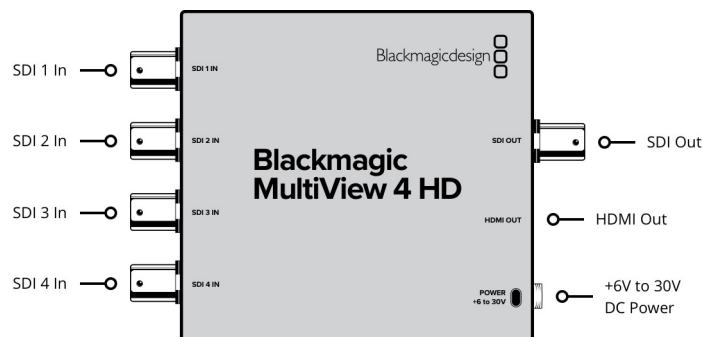 Blackmagicdesign
SDI 1 In
SDI 1 IN
SDI 2 In
SDI 2 IN
SDI OUT
SDI Out
Blackmagic
MultiView 4 HD
SDI 3 In
SDI 3 IN
HDMI OUT
HDMI Out
SDI 4 In
SDI 4 IN
POWER
+6 to 30V
+6V to 30V
DC Power